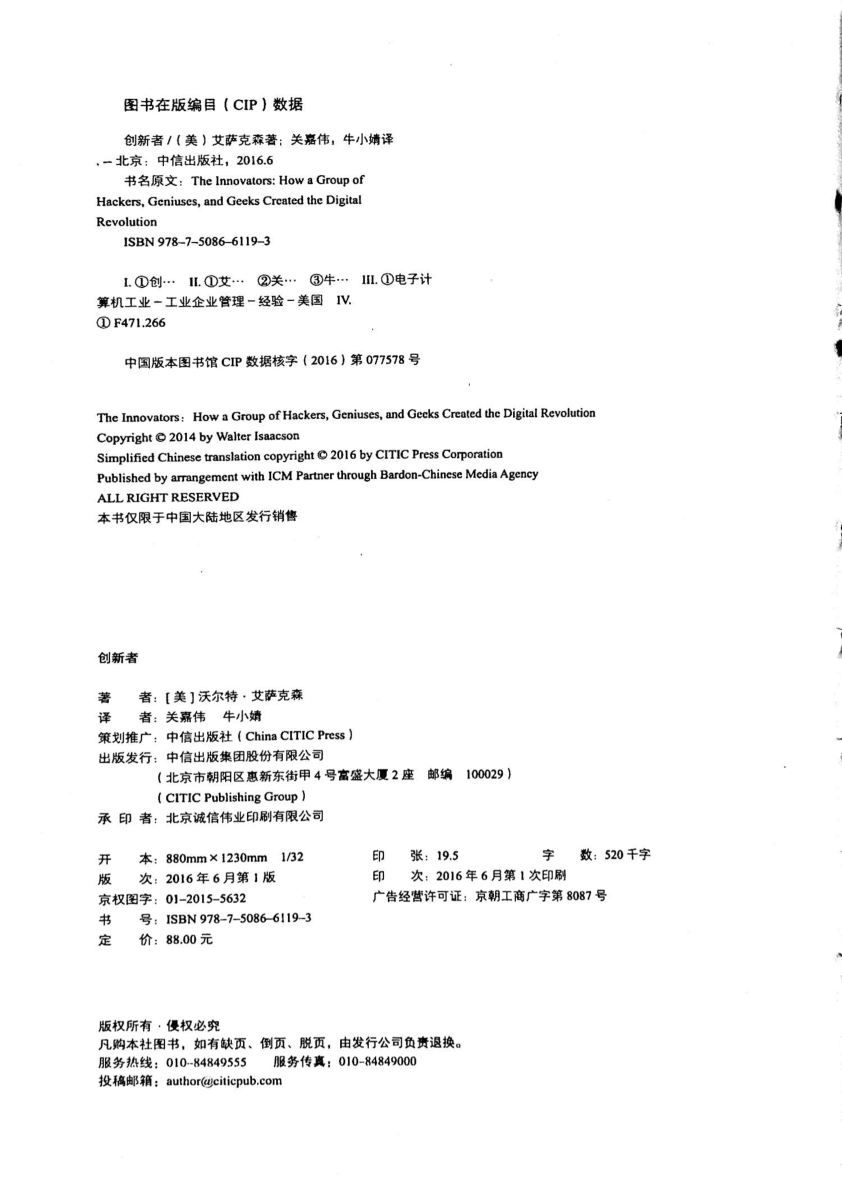 图书在版编目（CIP）数据
创新者 /（美）艾萨克森著；关嘉伟，牛小婧译
. — 北京：中信出版社，2016.6
书名原文：The Innovators: How a Group of
Hackers, Geniuses, and Geeks Created the Digital
Revolution
ISBN 978–7–5086–6119–3
I. ①创… II. ①艾… ②关… ③牛… III. ①电子计
算机工业 – 工业企业管理 – 经验 – 美国 IV.
① F471.266
中国版本图书馆 CIP 数据核字（2016）第 077578 号
The Innovators：How a Group of Hackers, Geniuses, and Geeks Created the Digital Revolution
Copyright © 2014 by Walter Isaacson
Simplified Chinese translation copyright © 2016 by CITIC Press Corporation
Published by arrangement with ICM Partner through Bardon-Chinese Media Agency
ALL RIGHT RESERVED
本书仅限于中国大陆地区发行销售
创新者
著 者：[ 美 ] 沃尔特 · 艾萨克森
译 者：关嘉伟 牛小婧
策划推广：中信出版社（China CITIC Press）
出版发行：中信出版集团股份有限公司
（北京市朝阳区惠新东街甲 4 号富盛大厦 2 座 邮编 100029）
（CITIC Publishing Group）
承 印 者：北京诚信伟业印刷有限公司
开 本：880mm × 1230mm 1/32 印 张：19.5 字 数：520 千字
版 次：2016 年 6 月第 1 版 印 次：2016 年 6 月第 1 次印刷
京权图字：01–2015–5632 广告经营许可证：京朝工商广字第 8087 号
书 号：ISBN 978–7–5086–6119–3
定 价：88.00 元
版权所有 · 侵权必究
凡购本社图书，如有缺页、倒页、脱页，由发行公司负责退换。
服务热线：010–84849555 服务传真：010–84849000
投稿邮箱：author@citicpub.com